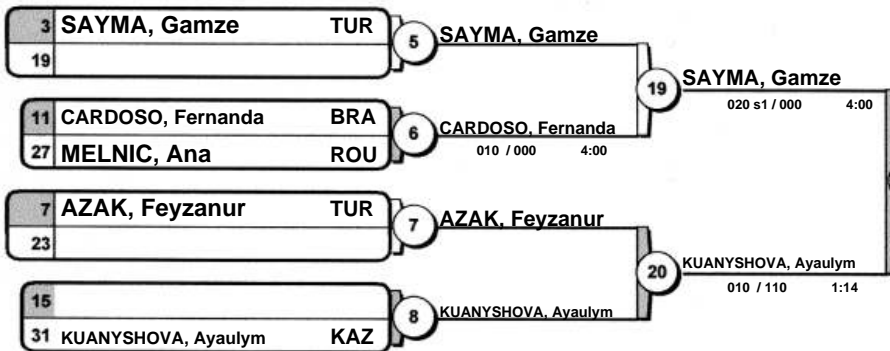 3 SAYMA, Gamze TUR
19
5
SAYMA, Gamze
11 CARDOSO, Fernanda BRA
27 MELNIC, Ana ROU
6
CARDOSO, Fernanda
010 / 000 4:00
19
SAYMA, Gamze
020 s1 / 000 4:00
7 AZAK, Feyzanur TUR
23
7
AZAK, Feyzanur
15
31 KUANYSHOVA, Ayaulym KAZ
8
KUANYSHOVA, Ayaulym
20
KUANYSHOVA, Ayaulym
010 / 110 1:14